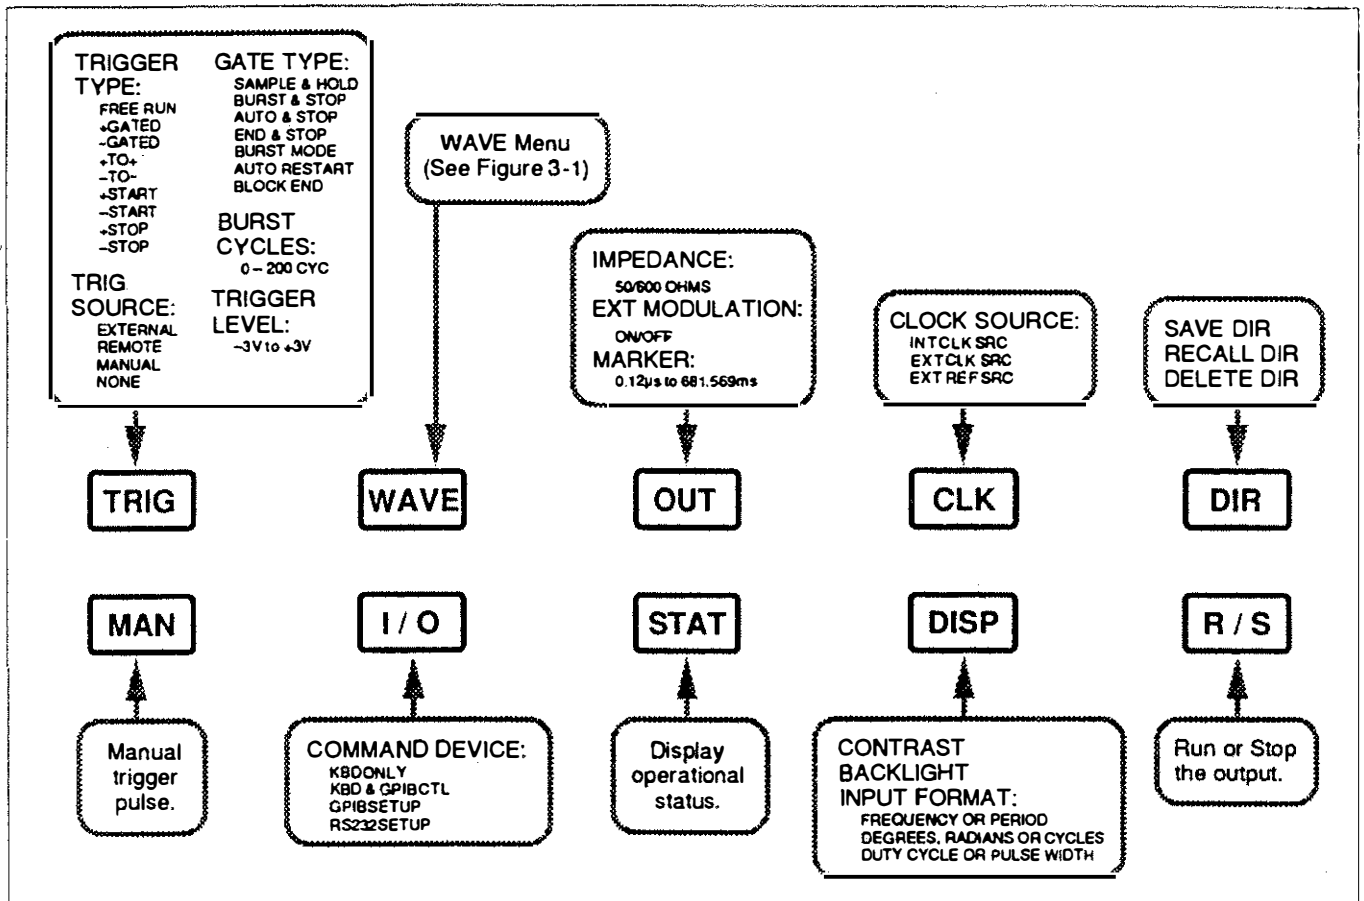 TRIGGER
TYPE:
FREE RUN
+GATED
–GATED
+TO+
–TO-
+START
–START
+STOP
–STOP
TRIG
SOURCE:
EXTERNAL
REMOTE
MANUAL
NONE
GATE TYPE:
SAMPLE & HOLD
BURST & STOP
AUTO & STOP
END & STOP
BURST MODE
AUTO RESTART
BLOCK END
BURST
CYCLES:
0 – 200 CYC
TRIGGER
LEVEL:
–3V to +3V
WAVE Menu
(See Figure 3-1)
IMPEDANCE:
50/600 OHMS
EXT MODULATION:
ON/OFF
MARKER:
0.12µs to 681.569ms
CLOCK SOURCE:
INTCLK SRC
EXTCLK SRC
EXT REF SRC
SAVE DIR
RECALL DIR
DELETE DIR
TRIG
WAVE
OUT
CLK
DIR
MAN
I / O
STAT
DISP
R / S
Manual
trigger
pulse.
COMMAND DEVICE:
KBDONLY
KBD & GPIBCTL
GPIBSETUP
RS232SETUP
Display
operational
status.
CONTRAST
BACKLIGHT
INPUT FORMAT:
FREQUENCY OR PERIOD
DEGREES, RADIANS OR CYCLES
DUTY CYCLE OR PULSE WIDTH
Run or Stop
the output.